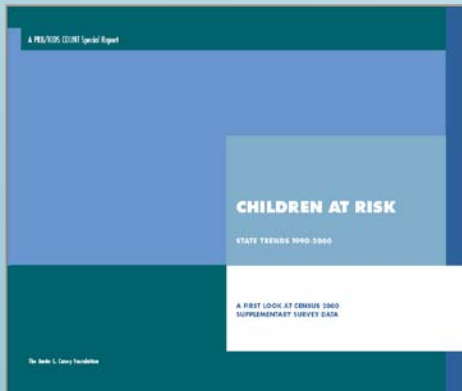 A PRB/KIDS COUNT Special Report
CHILDREN AT RISK
STATE TRENDS 1990-2000
A FIRST LOOK AT CENSUS 2000
SUPPLEMENTARY SURVEY DATA
The Annie E. Casey Foundation